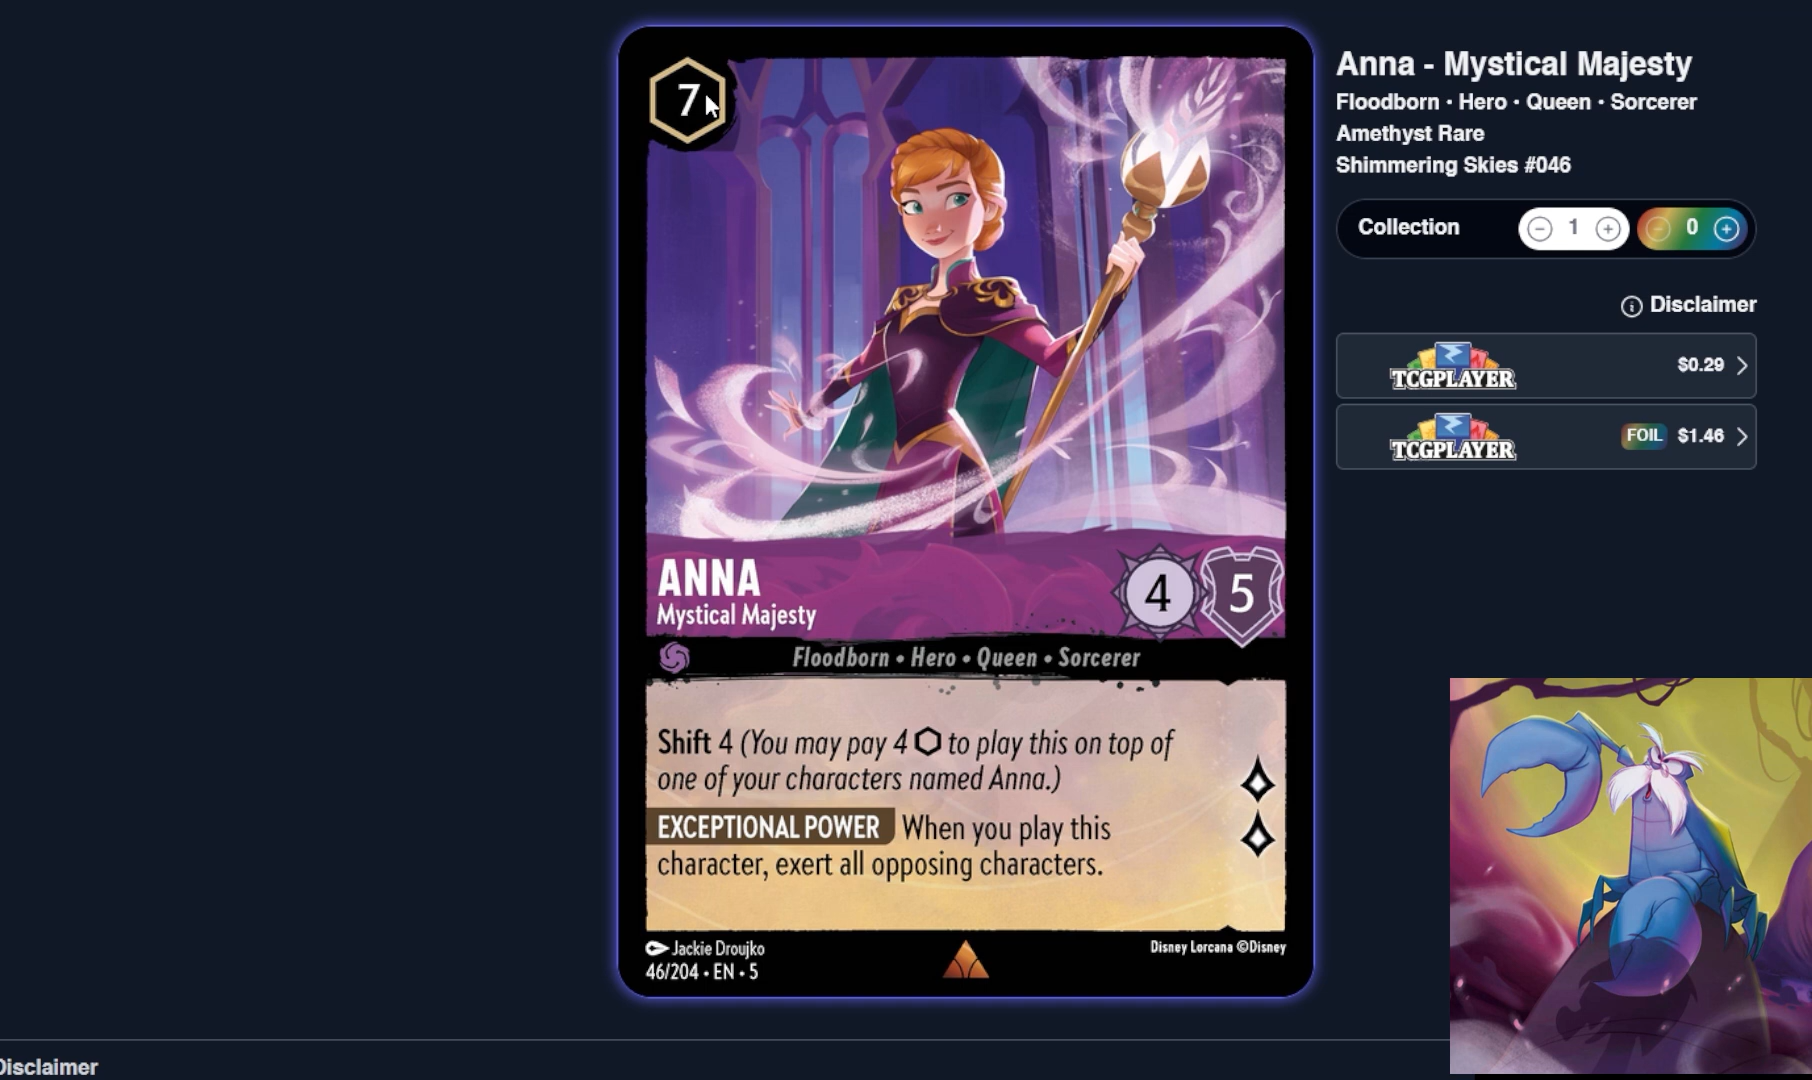 7
ANNA
Mystical Majesty
4
5
Floodborn • Hero • Queen • Sorcerer
Shift 4 (You may pay 4 ⬡ to play this on top of
one of your characters named Anna.)
EXCEPTIONAL POWER When you play this
character, exert all opposing characters.
Jackie Droujko
46/204 • EN • 5
Disney Lorcana ©Disney
Anna - Mystical Majesty
Floodborn • Hero • Queen • Sorcerer
Amethyst Rare
Shimmering Skies #046
Collection 1 0
Disclaimer
TCGPLAYER $0.29
TCGPLAYER FOIL $1.46
Disclaimer